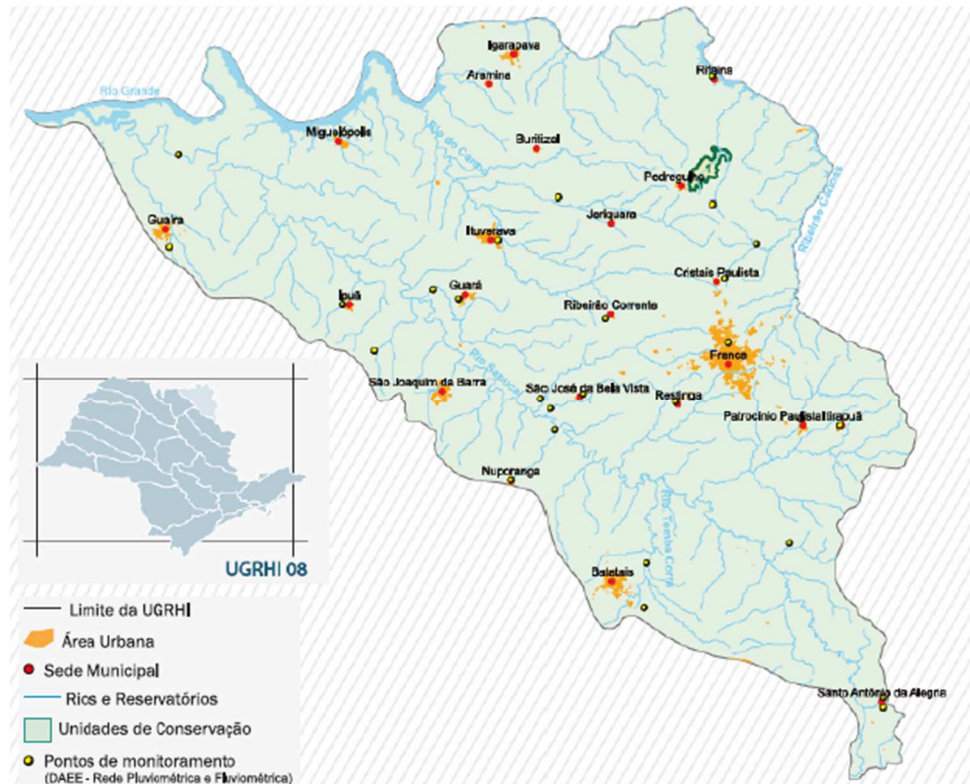 Igarapava
Aramina
Rifaina
Rio Grande
Miguelópolis
Rio do Carmo
Buritizal
Pedregulho
Ribeirão Canoas
Guaíra
Jeriquara
Ituverava
Cristais Paulista
Ipuã
Guará
Ribeirão Corrente
Franca
Rio Sapucaí
São Joaquim da Barra
São José da Bela Vista
Restinga
Patrocínio Paulista
Itirapuã
Nuporanga
Batatais
Santo Antônio da Alegria
UGRHI 08
Limite da UGRHI
Área Urbana
Sede Municipal
Rios e Reservatórios
Unidades de Conservação
Pontos de monitoramento
(DAEE - Rede Pluviométrica e Fluviométrica)